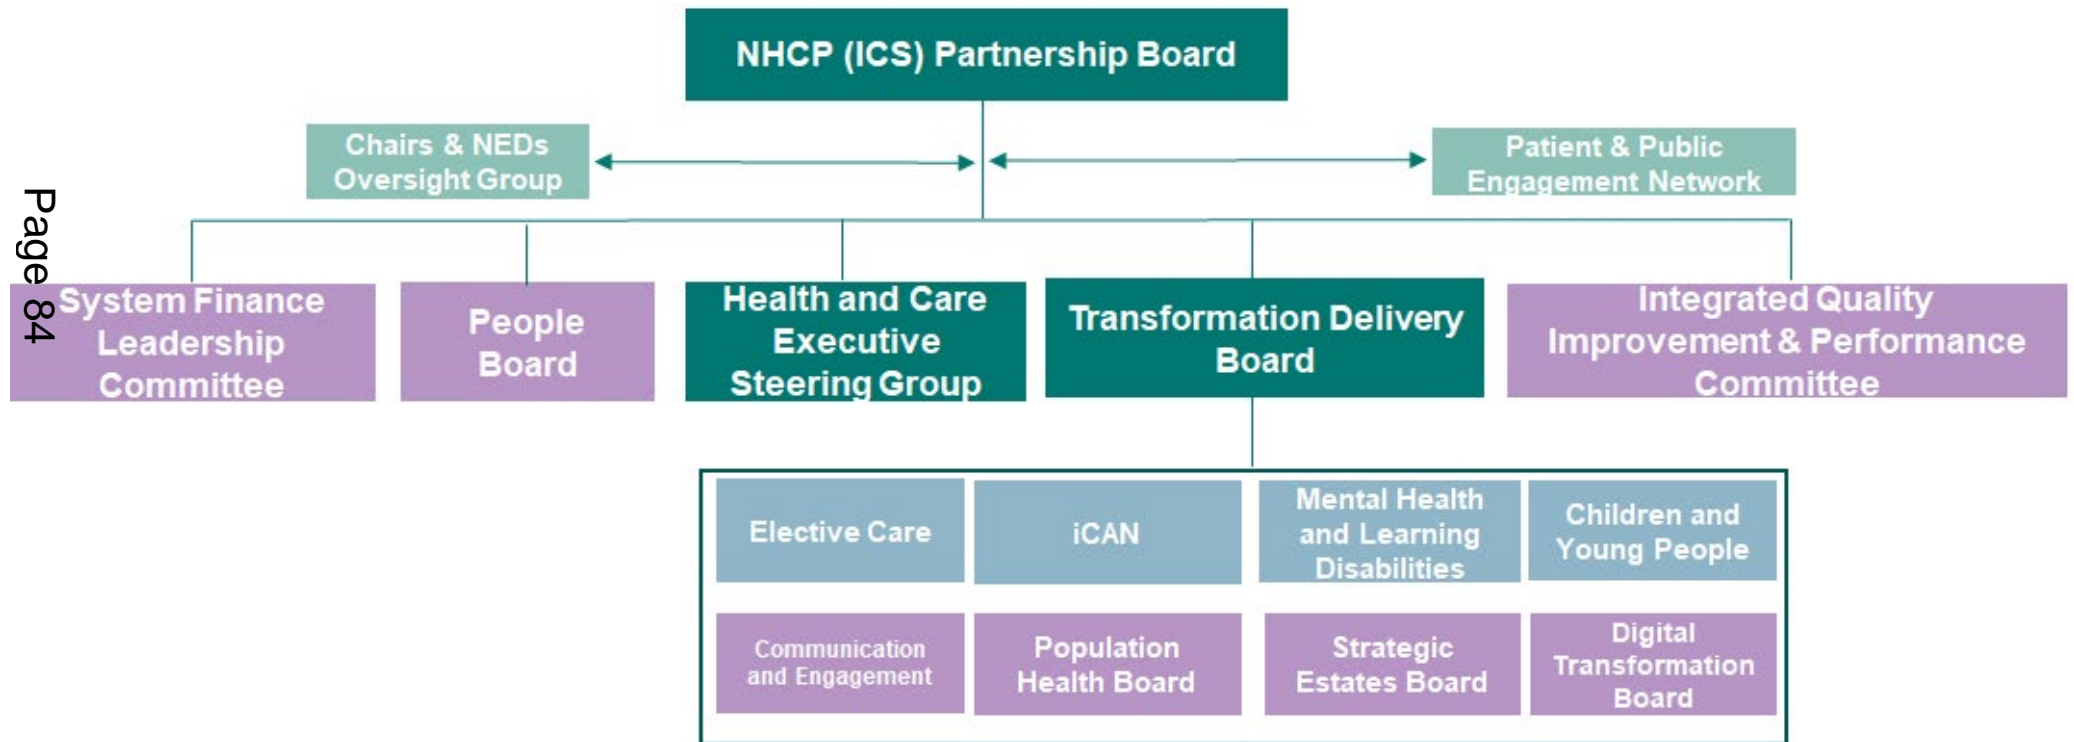 NHCP (ICS) Partnership Board
Chairs & NEDs
Oversight Group
Patient & Public
Engagement Network
Page 84
System Finance
Leadership
Committee
People
Board
Health and Care
Executive
Steering Group
Transformation Delivery
Board
Integrated Quality
Improvement & Performance
Committee
Elective Care
iCAN
Mental Health
and Learning
Disabilities
Children and
Young People
Communication
and Engagement
Population
Health Board
Strategic
Estates Board
Digital
Transformation
Board